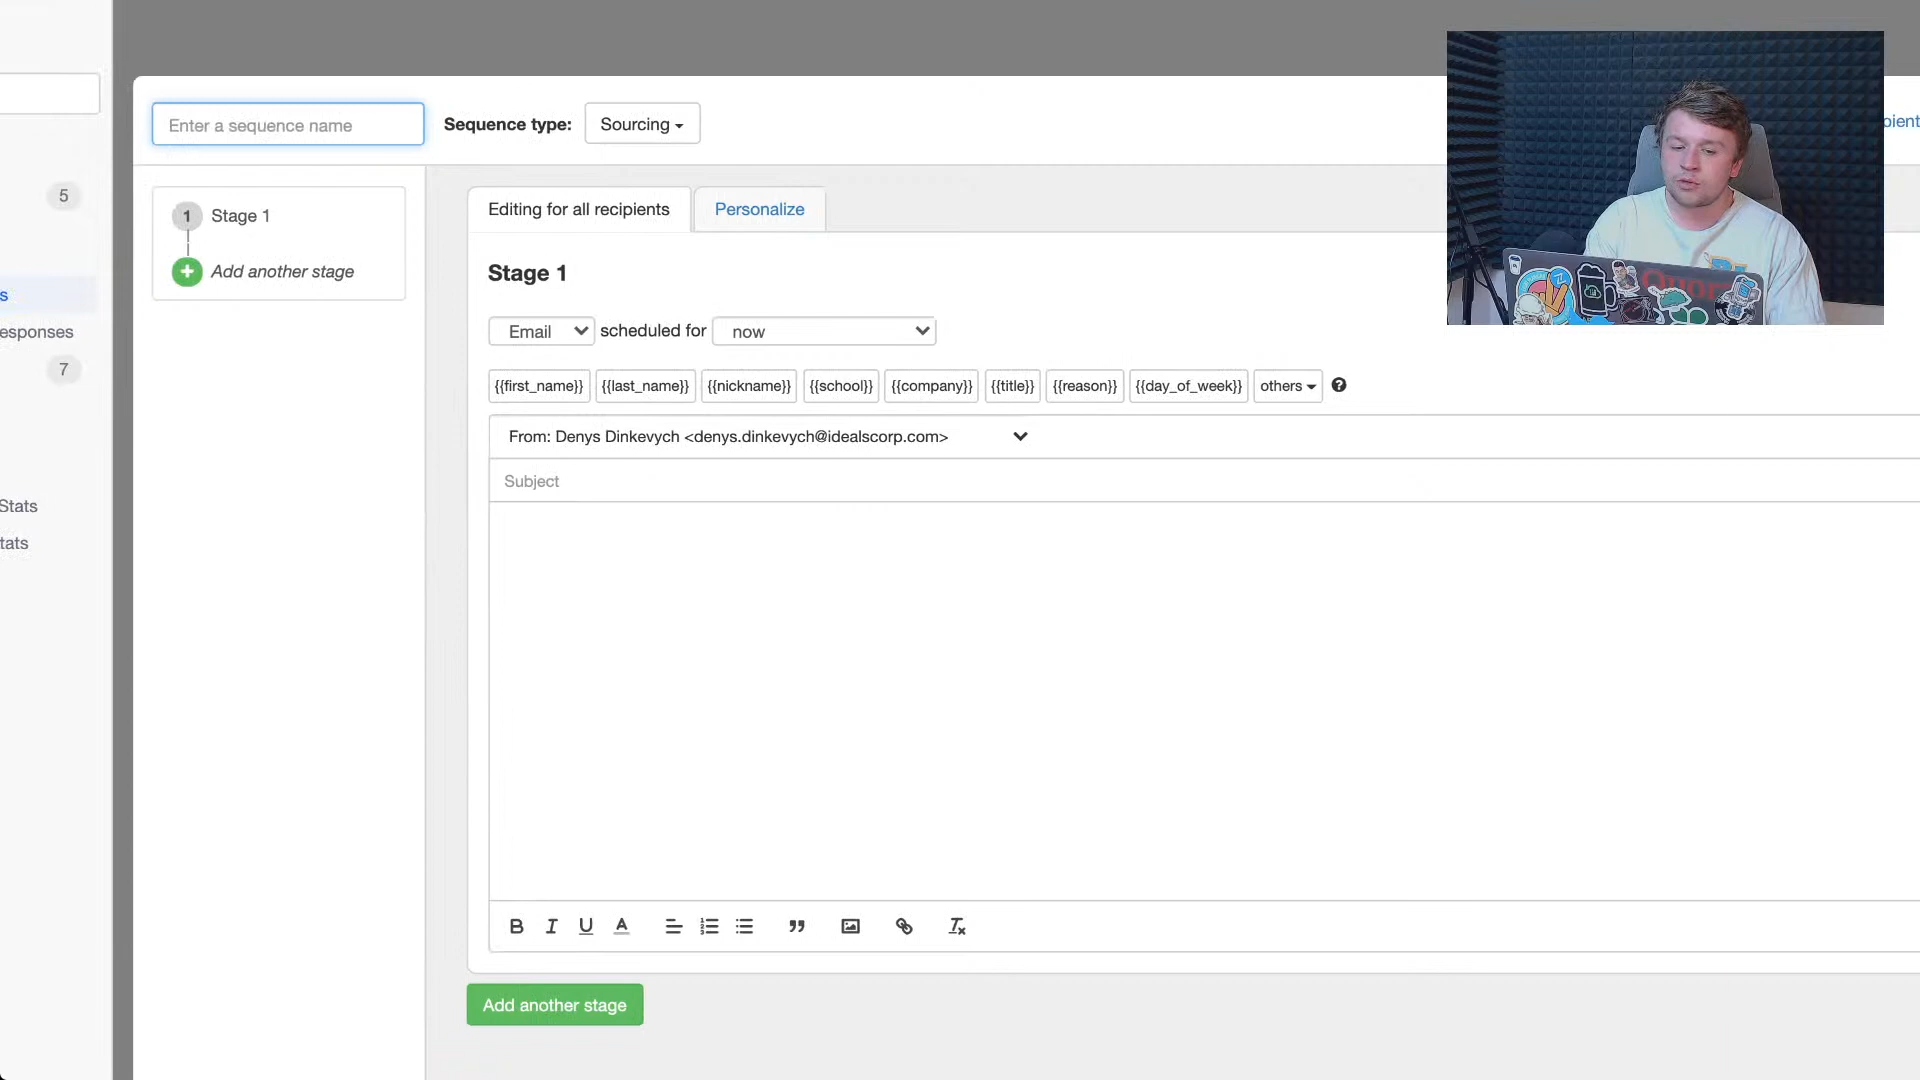 Enter a sequence name
Sequence type: Sourcing
pient
1 Stage 1
Add another stage
5
s
esponses
7
Stats
tats
Editing for all recipients
Personalize
Stage 1
Email scheduled for now
{{first_name}} {{last_name}} {{nickname}} {{school}} {{company}} {{title}} {{reason}} {{day_of_week}} others
From: Denys Dinkevych <denys.dinkevych@idealscorp.com>
Subject
Add another stage